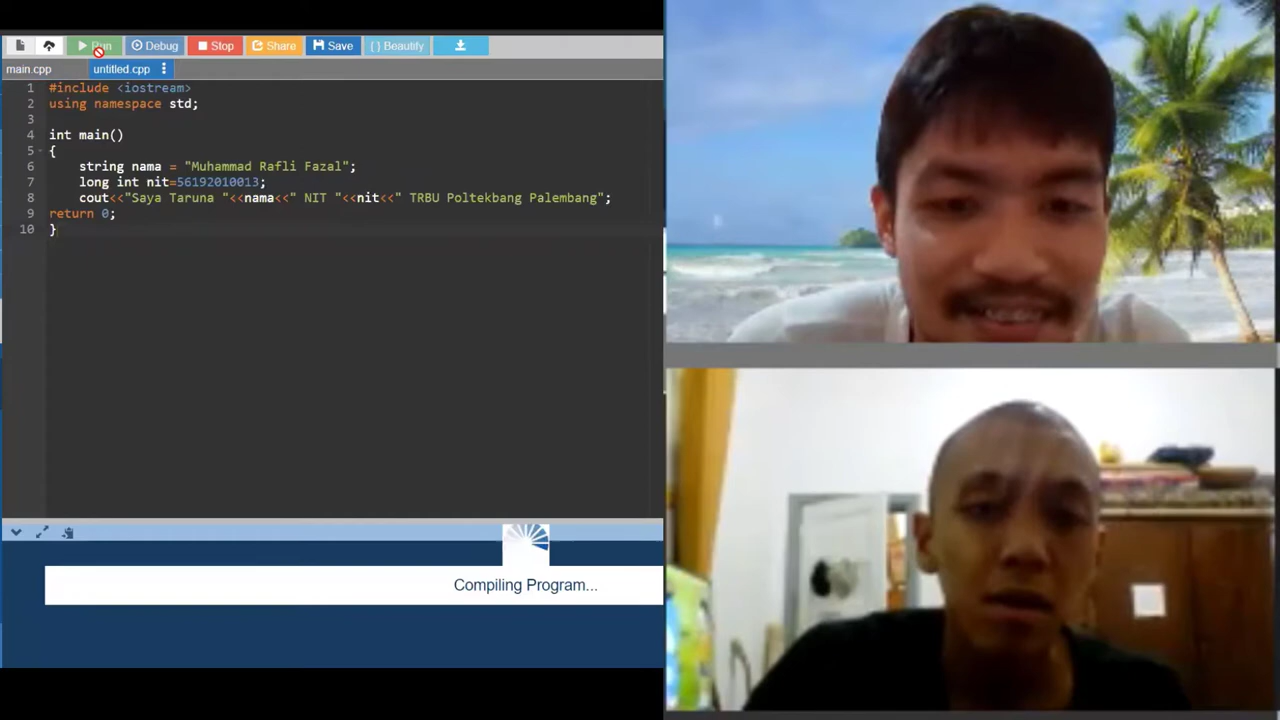 Run Debug Stop Share Save { } Beautify
main.cpp untitled.cpp
1 #include <iostream>
2 using namespace std;
3
4 int main()
5 {
6 string nama = "Muhammad Rafli Fazal";
7 long int nit=56192010013;
8 cout<<"Saya Taruna "<<nama<<" NIT "<<nit<<" TRBU Poltekbang Palembang";
9 return 0;
10 }
Compiling Program...